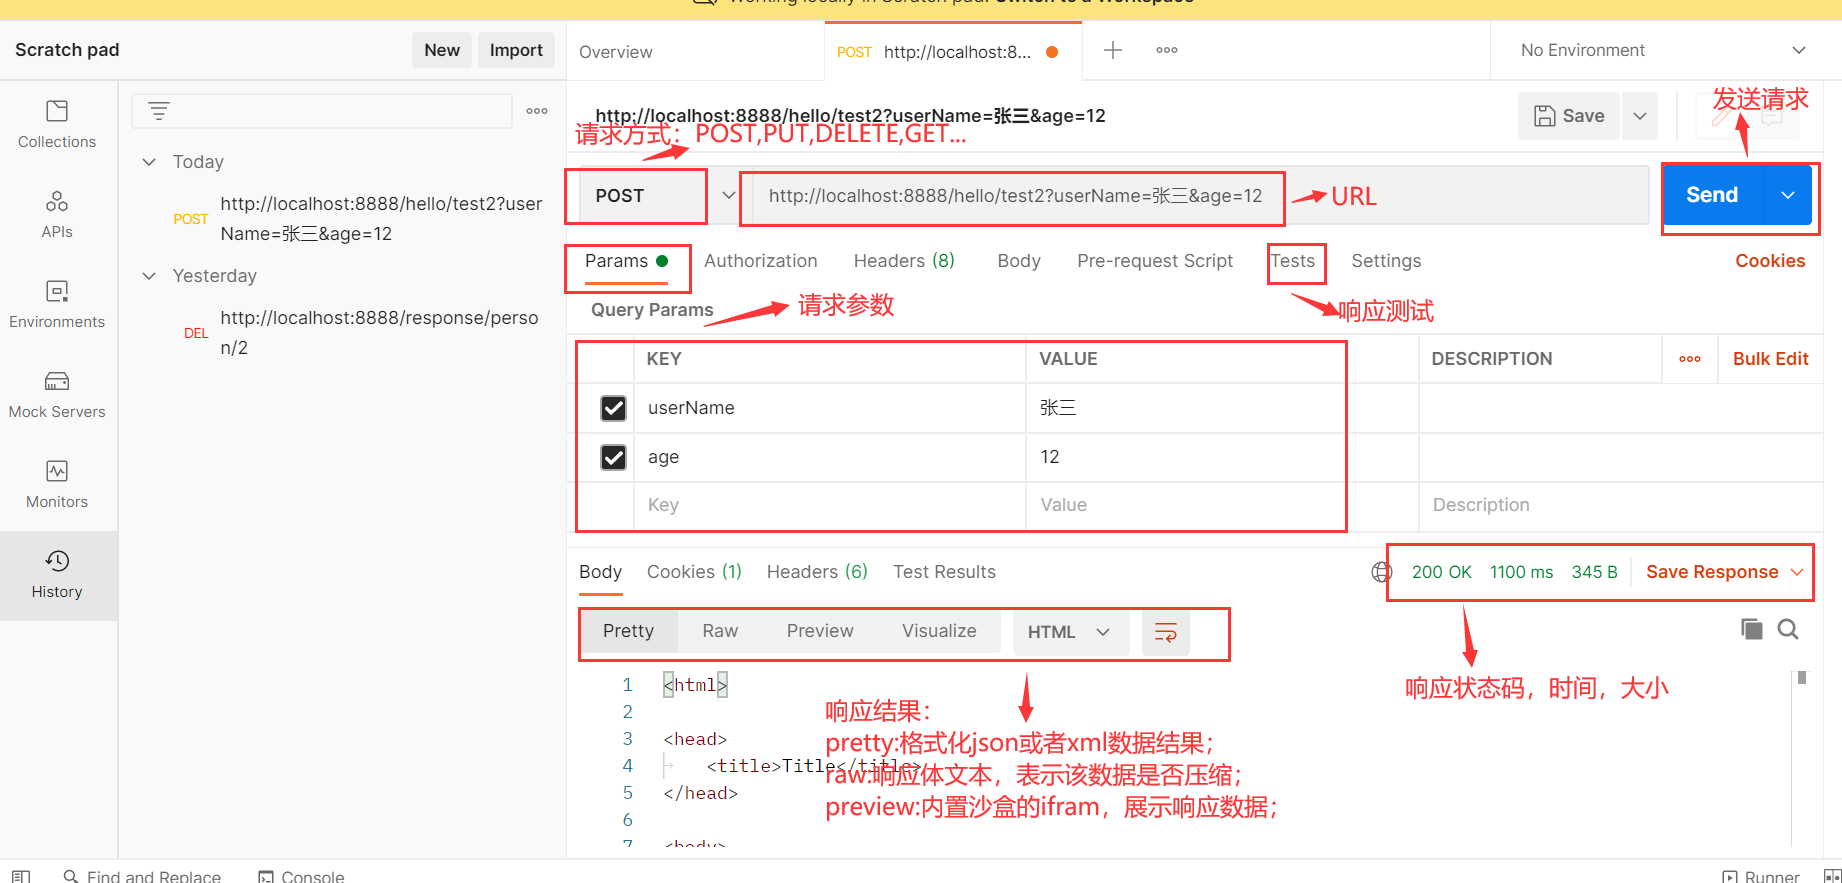 Working locally in Scratch pad. Switch to a Workspace
Scratch pad
New
Import
Overview
POST http://localhost:8...
No Environment
Collections
APIs
Environments
Mock Servers
Monitors
History
Today
POST
http://localhost:8888/hello/test2?user
Name=张三&age=12
Yesterday
DEL
http://localhost:8888/response/perso
n/2
http://localhost:8888/hello/test2?userName=张三&age=12
Save
发送请求
请求方式：POST,PUT,DELETE,GET...
POST
http://localhost:8888/hello/test2?userName=张三&age=12
URL
Send
Params
Authorization
Headers (8)
Body
Pre-request Script
Tests
Settings
Cookies
Query Params
请求参数
响应测试
KEY
VALUE
DESCRIPTION
Bulk Edit
userName
张三
age
12
Key
Value
Description
Body
Cookies (1)
Headers (6)
Test Results
200 OK
1100 ms
345 B
Save Response
Pretty
Raw
Preview
Visualize
HTML
响应状态码，时间，大小
1 <html>
2
3 <head>
4 <title>Title</title>
5 </head>
6
7 <body>
响应结果：
pretty:格式化json或者xml数据结果；
raw:响应体文本，表示该数据是否压缩；
preview:内置沙盒的ifram，展示响应数据；
Find and Replace
Console
Runner